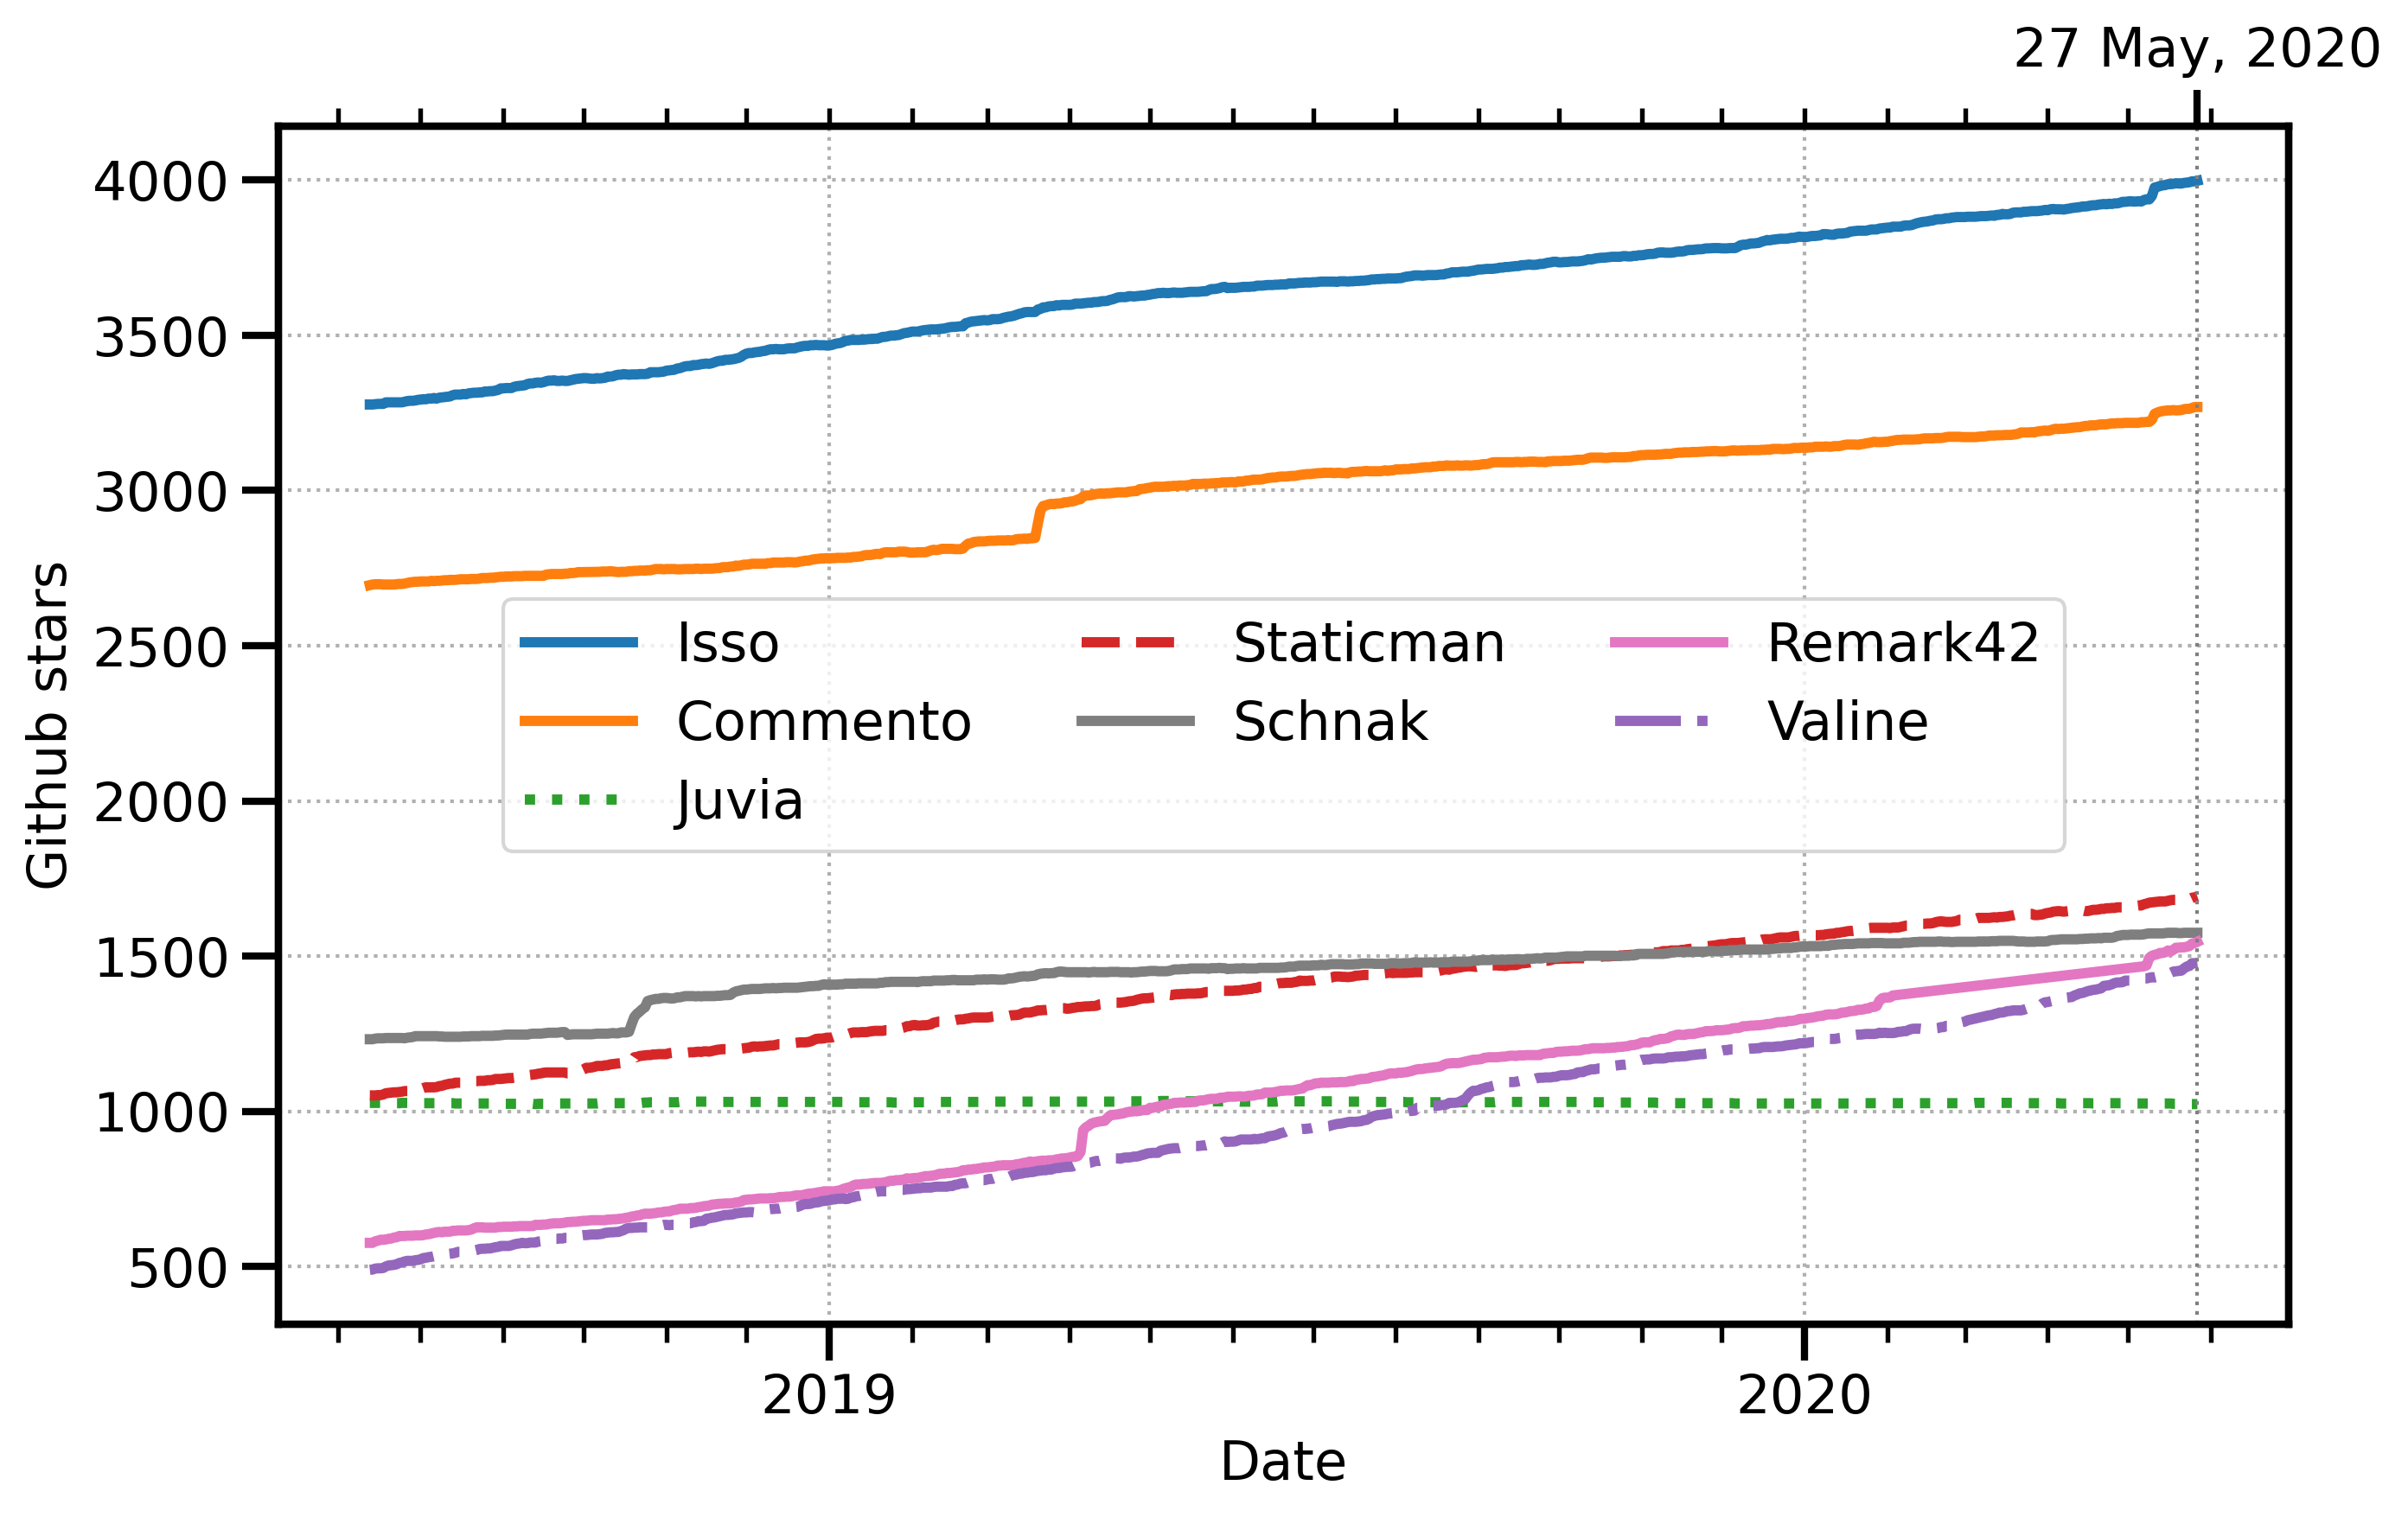 27 May, 2020
4000
3500
3000
2500
2000
1500
1000
500
Github stars
Isso
Commento
Juvia
Staticman
Schnak
Remark42
Valine
2019
2020
Date